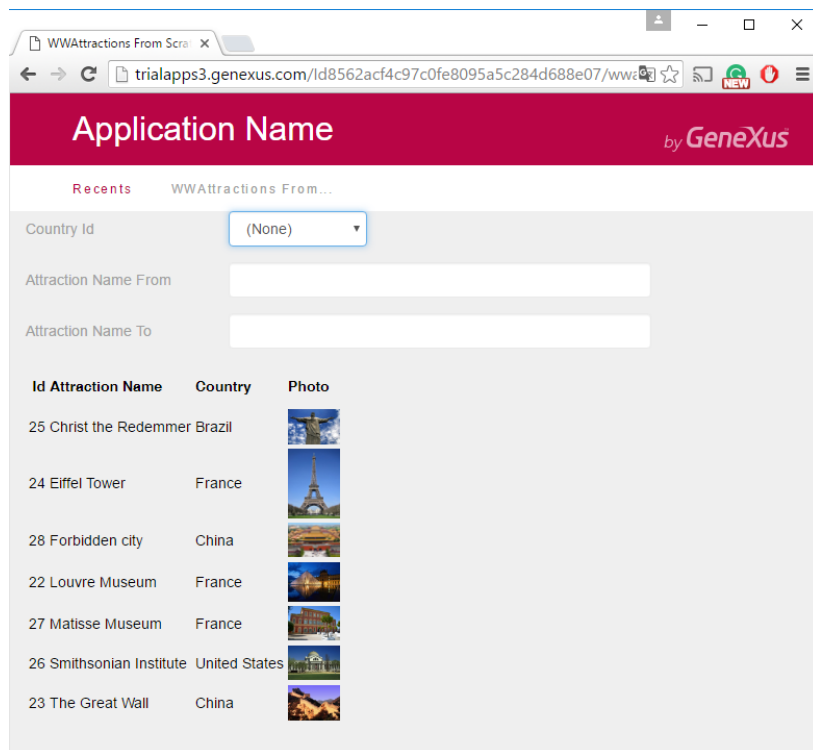 WWAttractions From Scra
trialapps3.genexus.com/Id8562acf4c97c0fe8095a5c284d688e07/wwa
NEW
Application Name
by GeneXus
Recents WWAttractions From...
Country Id (None)
Attraction Name From
Attraction Name To
Id Attraction Name Country Photo
25 Christ the Redemmer Brazil
24 Eiffel Tower France
28 Forbidden city China
22 Louvre Museum France
27 Matisse Museum France
26 Smithsonian Institute United States
23 The Great Wall China